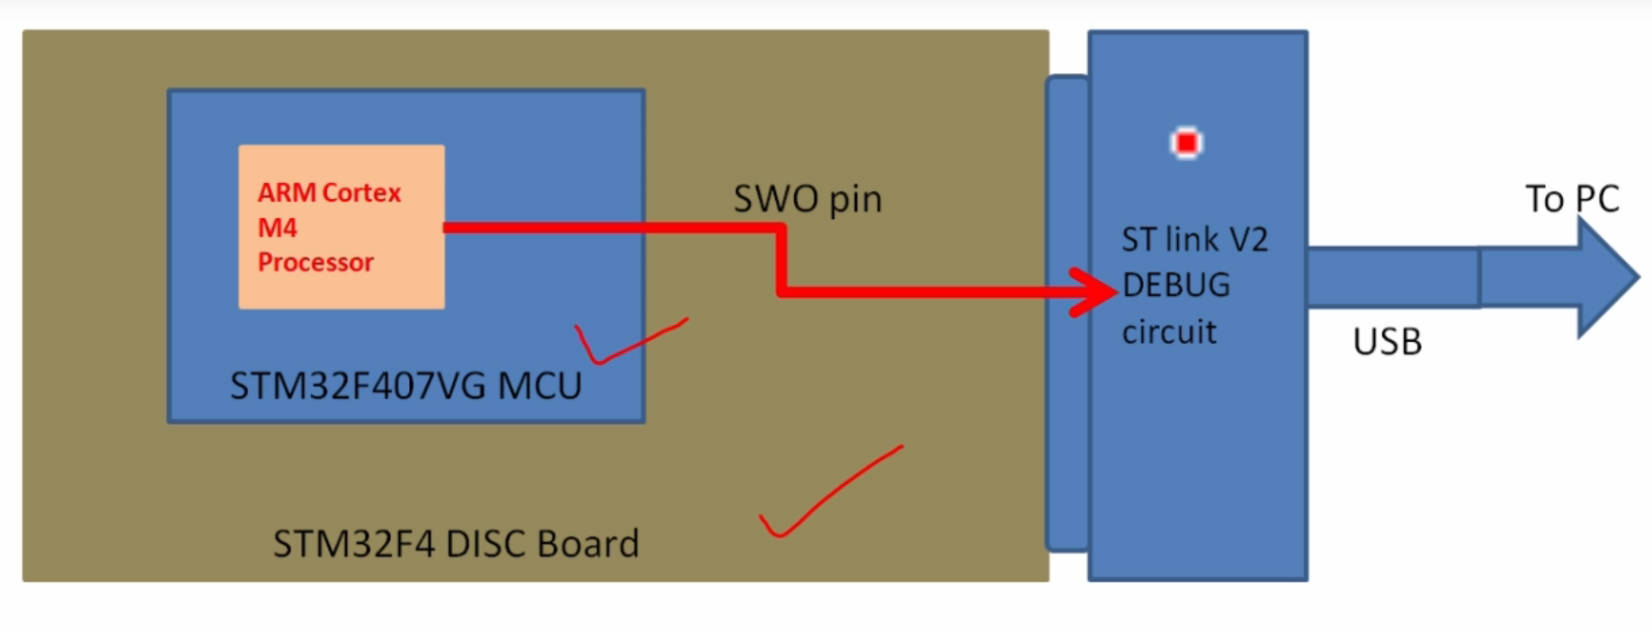 ARM Cortex
M4
Processor
STM32F407VG MCU
STM32F4 DISC Board
SWO pin
ST link V2
DEBUG
circuit
To PC
USB